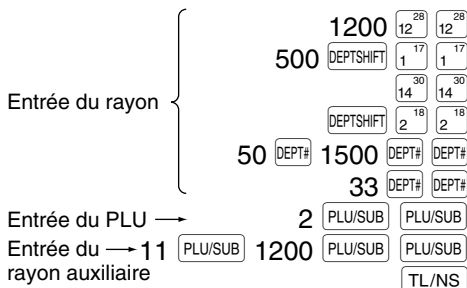 1200 12 28 12 28
500 DEPTSHIFT 1 17 1 17
14 30 14 30
Entrée du rayon
DEPTSHIFT 2 18 2 18
50 DEPT# 1500 DEPT# DEPT#
33 DEPT# DEPT#
Entrée du PLU → 2 PLU/SUB PLU/SUB
Entrée du → 11 PLU/SUB 1200 PLU/SUB PLU/SUB
rayon auxiliaire
TL/NS